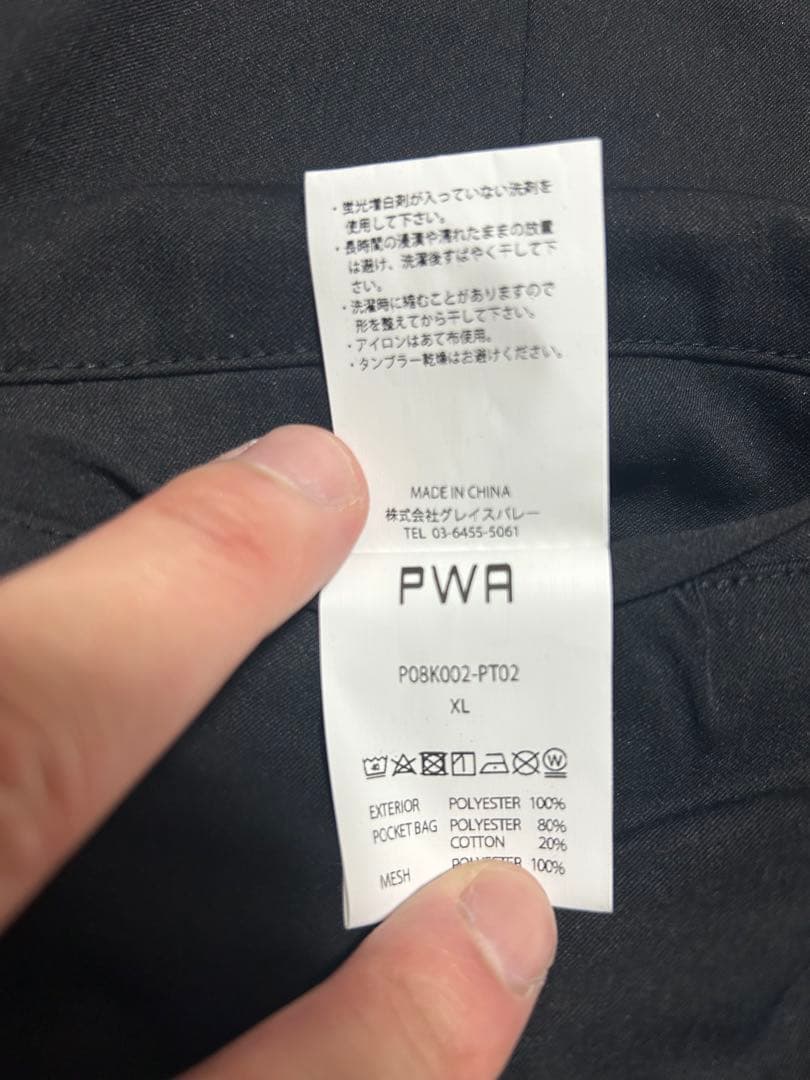 ・蛍光増白剤が入っていない洗剤を
使用して下さい。
・長時間の浸漬や濡れたままの放置
は避け、洗濯後すばやく干して下
さい。
・洗濯時に縮むことがありますので
形を整えてから干して下さい。
・アイロンはあて布使用。
・タンブラー乾燥はお避けください。
MADE IN CHINA
株式会社グレイスバレー
TEL 03-6455-5061
PWA
P08K002-PT02
XL
40 W
EXTERIOR POLYESTER 100%
POCKET BAG POLYESTER 80%
COTTON 20%
MESH POLYESTER 100%